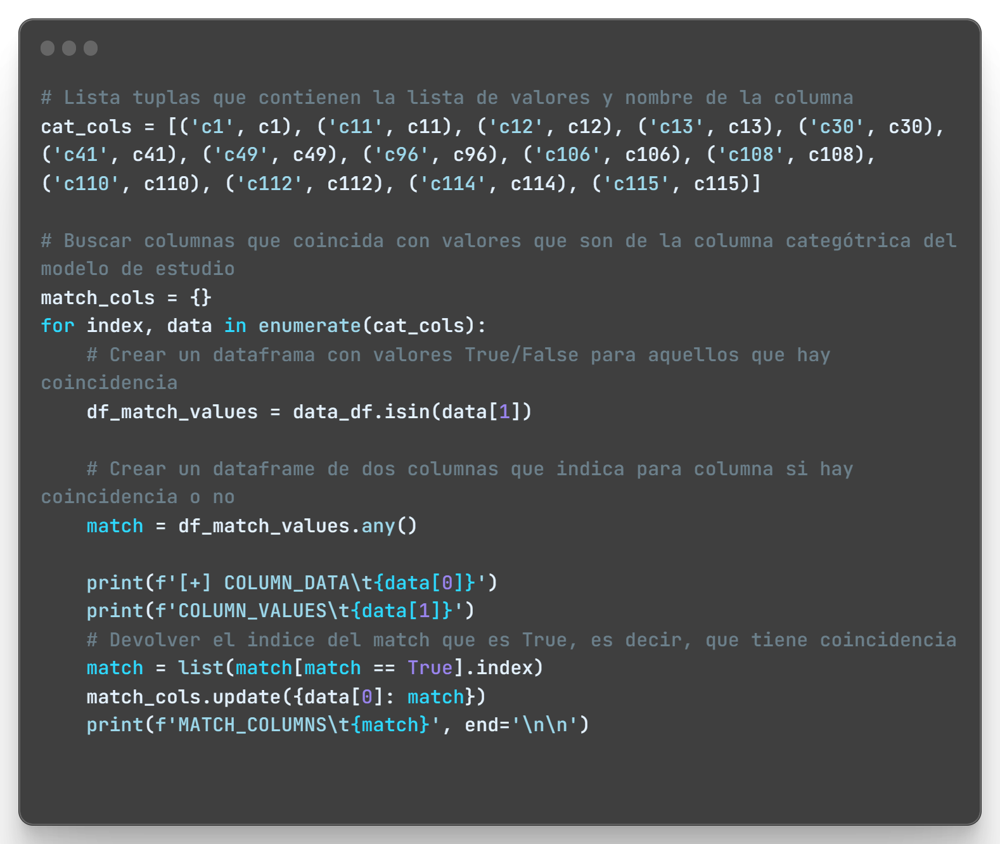 # Lista tuplas que contienen la lista de valores y nombre de la columna
cat_cols = [('c1', c1), ('c11', c11), ('c12', c12), ('c13', c13), ('c30', c30),
('c41', c41), ('c49', c49), ('c96', c96), ('c106', c106), ('c108', c108),
('c110', c110), ('c112', c112), ('c114', c114), ('c115', c115)]
# Buscar columnas que coincida con valores que son de la columna categótrica del
modelo de estudio
match_cols = {}
for index, data in enumerate(cat_cols):
    # Crear un dataframa con valores True/False para aquellos que hay
coincidencia
    df_match_values = data_df.isin(data[1])
    # Crear un dataframe de dos columnas que indica para columna si hay
coincidencia o no
    match = df_match_values.any()
    print(f'[+] COLUMN_DATA\t{data[0]}')
    print(f'COLUMN_VALUES\t{data[1]}')
    # Devolver el indice del match que es True, es decir, que tiene coincidencia
    match = list(match[match == True].index)
    match_cols.update({data[0]: match})
    print(f'MATCH_COLUMNS\t{match}', end='\n\n')